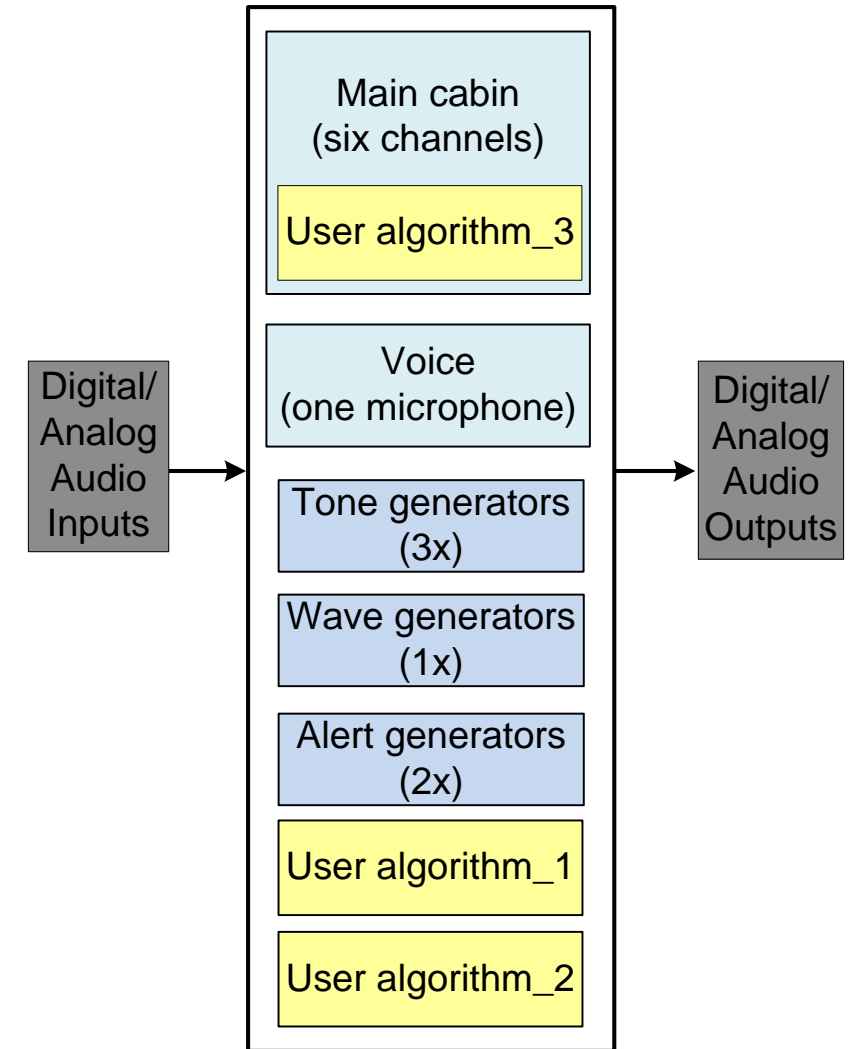 Main cabin
(six channels)
User algorithm_3
Voice
(one microphone)
Digital/
Analog
Audio
Inputs
Digital/
Analog
Audio
Outputs
Tone generators
(3x)
Wave generators
(1x)
Alert generators
(2x)
User algorithm_1
User algorithm_2